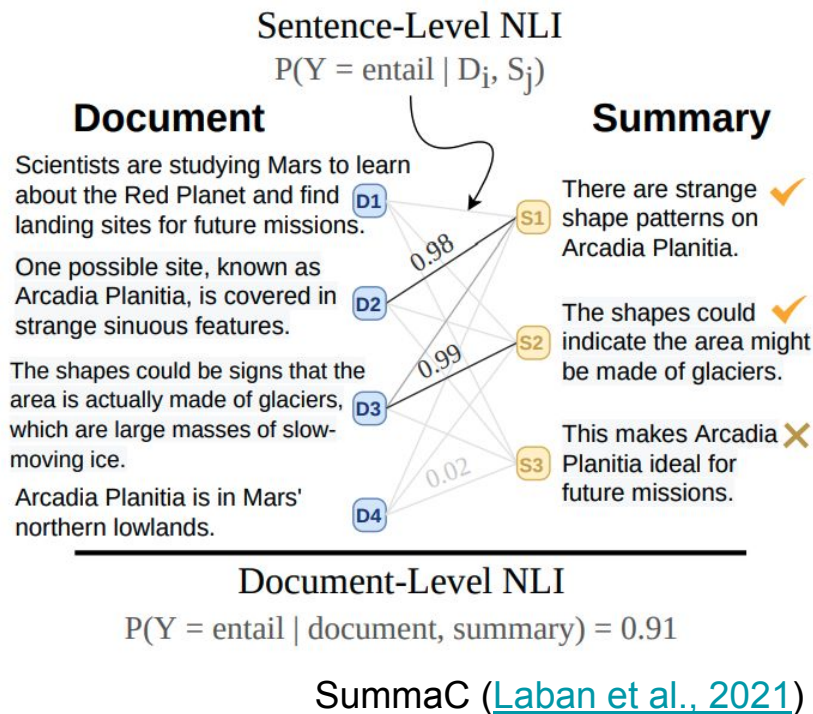 Sentence-Level NLI
P(Y = entail | Di, Sj)
Document
Summary
Scientists are studying Mars to learn
about the Red Planet and find
landing sites for future missions.
D1
One possible site, known as
Arcadia Planitia, is covered in
strange sinuous features.
D2
The shapes could be signs that the
area is actually made of glaciers,
which are large masses of slow-
moving ice.
D3
Arcadia Planitia is in Mars'
northern lowlands.
D4
0.98
0.99
0.02
S1
There are strange
shape patterns on
Arcadia Planitia.
S2
The shapes could
indicate the area might
be made of glaciers.
S3
This makes Arcadia
Planitia ideal for
future missions.
Document-Level NLI
P(Y = entail | document, summary) = 0.91
SummaC (Laban et al., 2021)